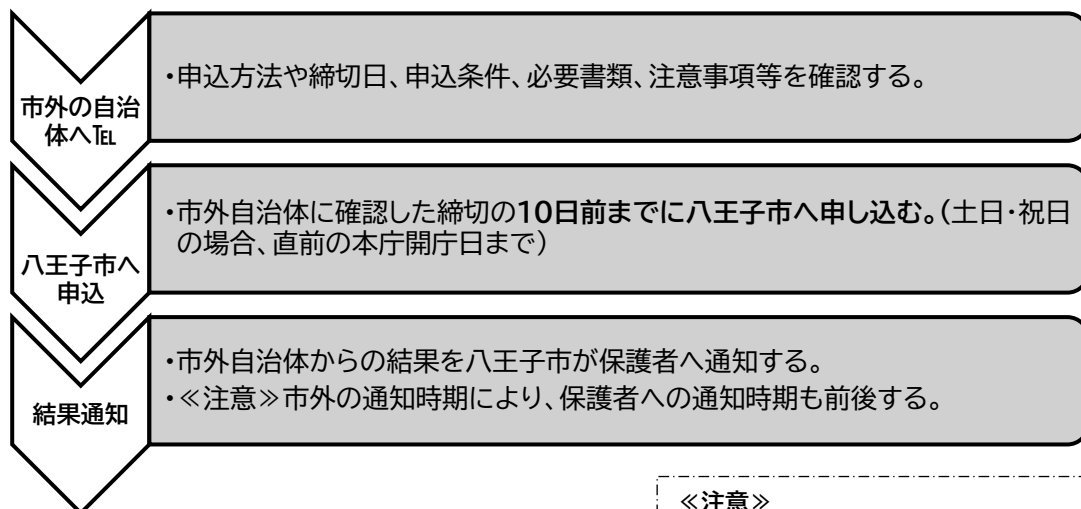 市外の自治
体へ℡
・申込方法や締切日、申込条件、必要書類、注意事項等を確認する。
八王子市へ
申込
・市外自治体に確認した締切の10日前までに八王子市へ申し込む。(土日・祝日
の場合、直前の本庁開庁日まで)
結果通知
・市外自治体からの結果を八王子市が保護者へ通知する。
・≪注意≫市外の通知時期により、保護者への通知時期も前後する。
≪注意≫